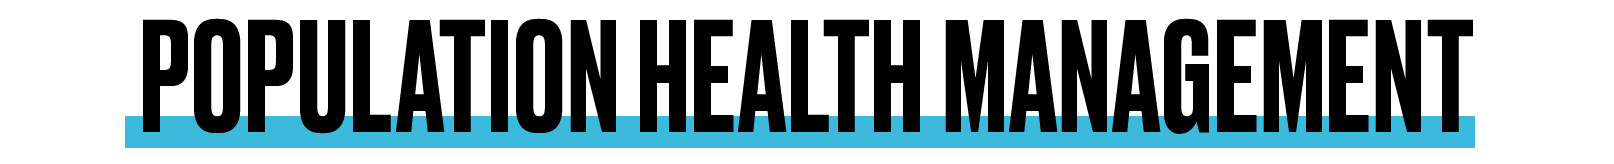 POPULATION HEALTH MANAGEMENT